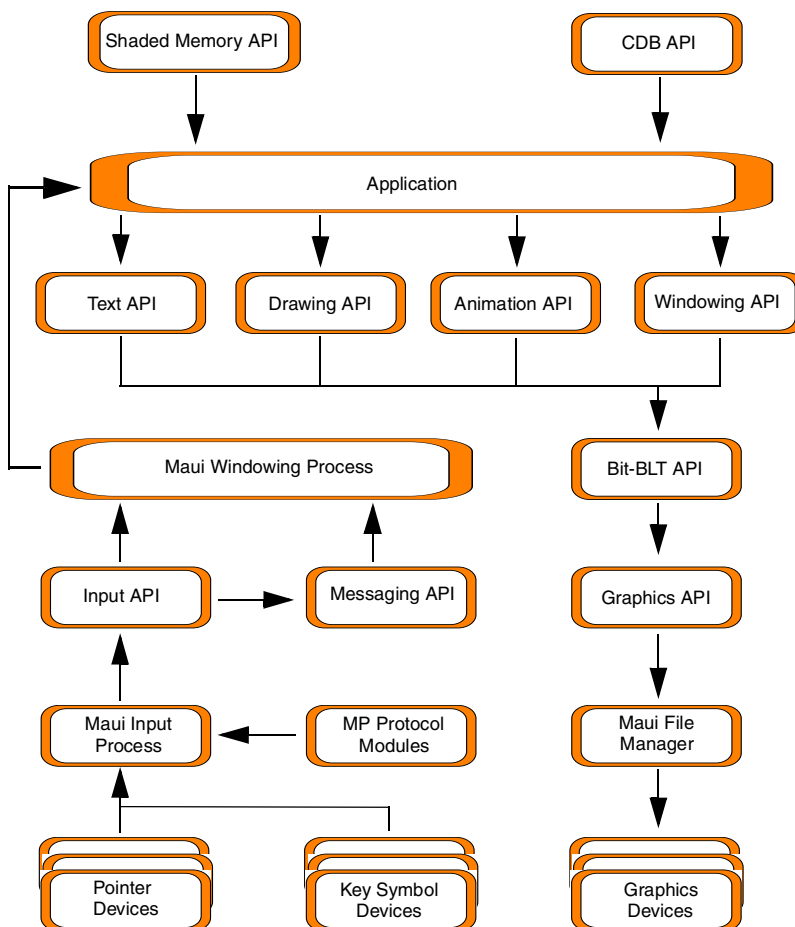 Shaded Memory API
CDB API
Application
Text API
Drawing API
Animation API
Windowing API
Maui Windowing Process
Bit-BLT API
Input API
Messaging API
Graphics API
Maui Input
Process
MP Protocol
Modules
Maui File
Manager
Pointer
Devices
Key Symbol
Devices
Graphics
Devices